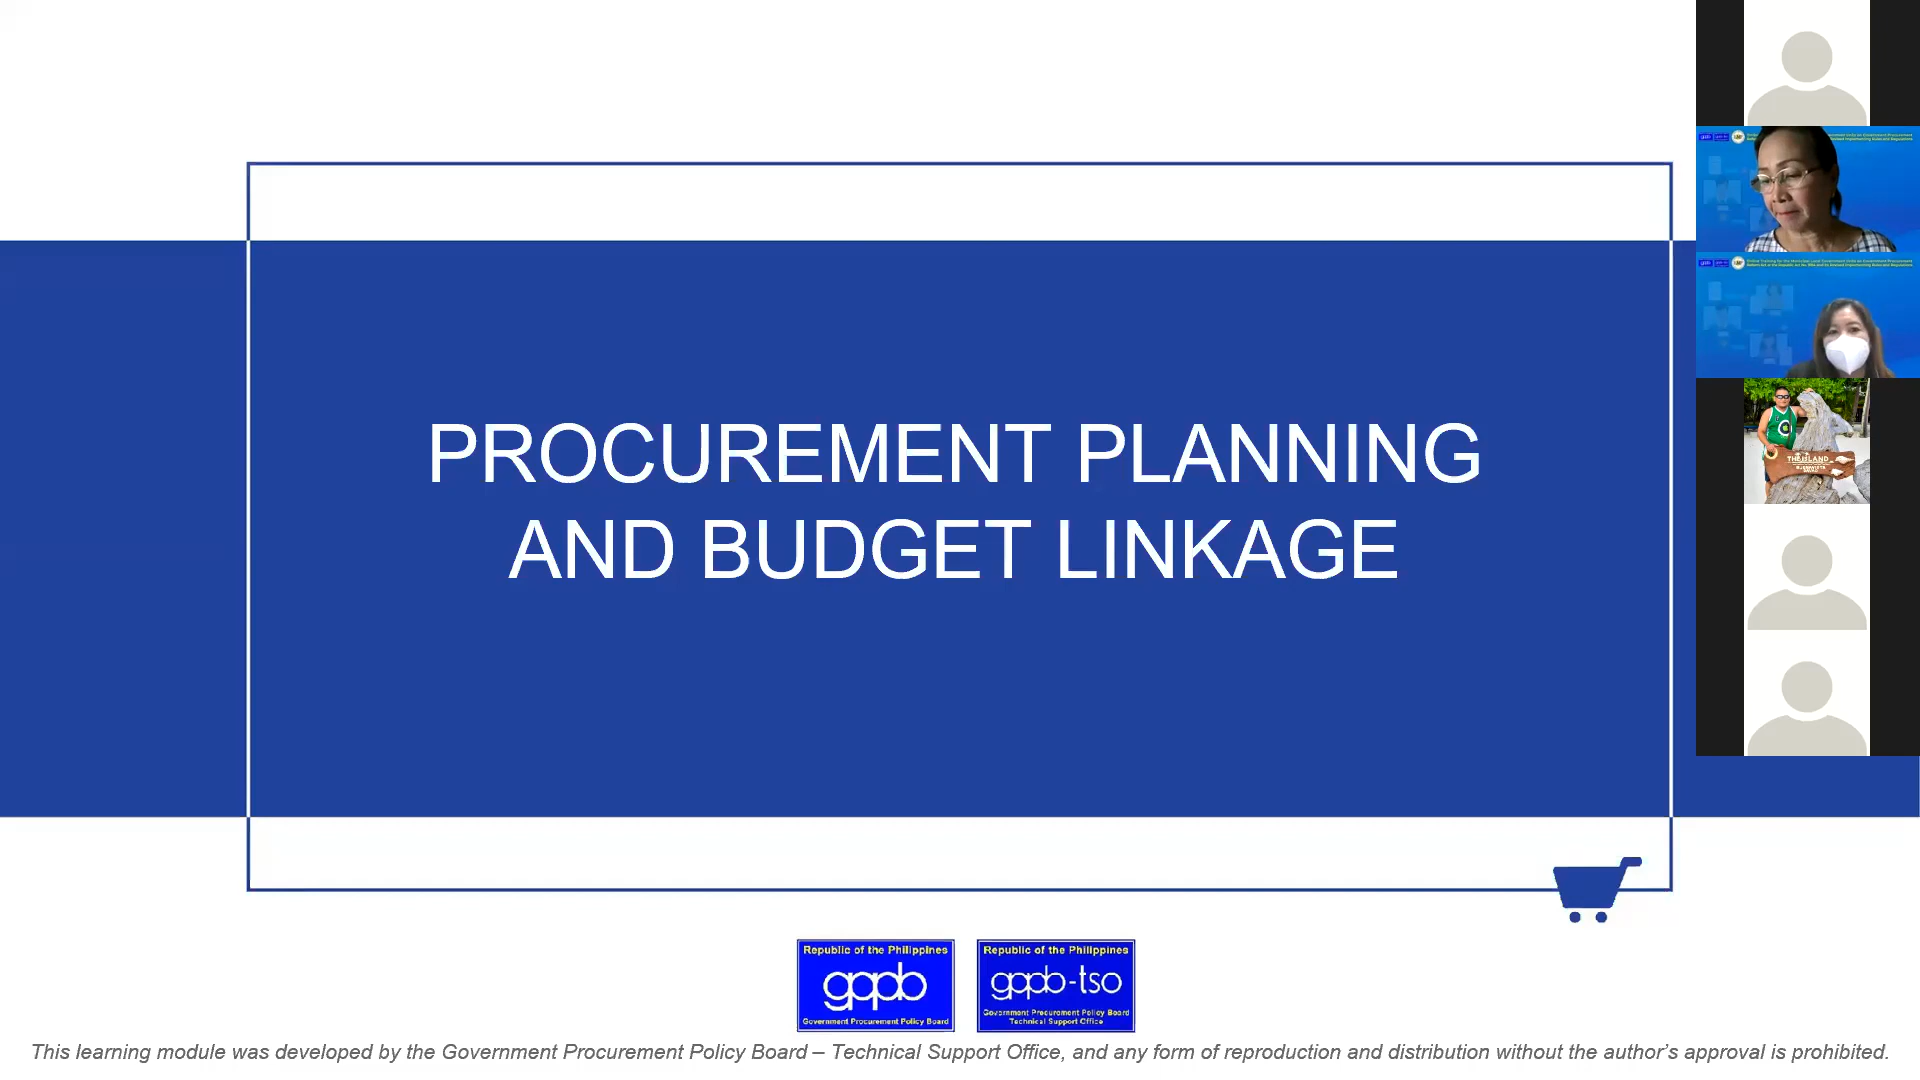 PROCUREMENT PLANNING
AND BUDGET LINKAGE
Republic of the Philippines
gppb
Government Procurement Policy Board
Republic of the Philippines
gppb-tso
Government Procurement Policy Board
Technical Support Office
This learning module was developed by the Government Procurement Policy Board – Technical Support Office, and any form of reproduction and distribution without the author's approval is prohibited.